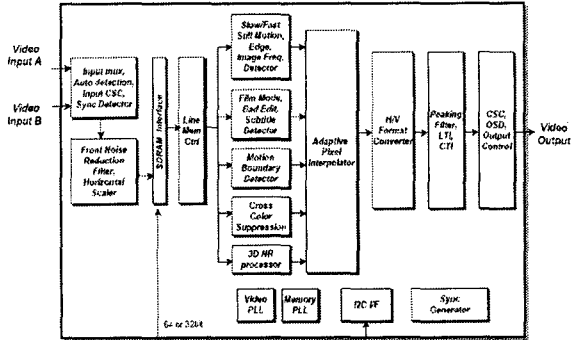 Video
Input A
Video
Input B
Input mux,
Auto detection,
Input CSC,
Sync Detector
Front Noise
Reduction
Filter,
Horizontal
Scaler
SDRAM Interface
Line
Mem
Ctrl
Slow/Fast
Still Motion,
Edge,
Image Freq.
Detector
Film Mode,
Bad Edit,
Subtitle
Detector
Motion
Boundary
Detector
Cross
Color
Suppression
3D NR
processor
Adaptive
Pixel
Interpolator
H/V
Format
Converter
Peaking
Filter,
LTI,
CTI
CSC,
OSD,
Output
Control
Video
Output
Video
PLL
Memory
PLL
I2C I/F
Sync
Generator
64 or 32bit